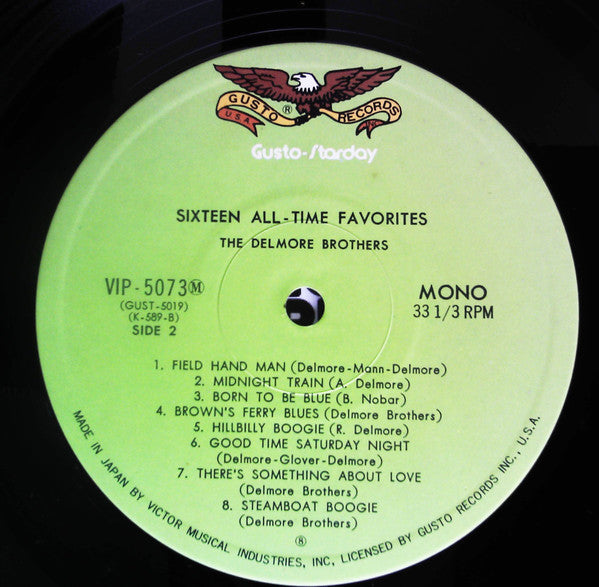 GUSTO ® RECORDS
U.S.A. INC.
Gusto-Starday
SIXTEEN ALL-TIME FAVORITES
THE DELMORE BROTHERS
VIP-5073Ⓜ
(GUST-5019)
(K-589-B)
SIDE 2
MONO
33 1/3 RPM
1. FIELD HAND MAN (Delmore-Mann-Delmore)
2. MIDNIGHT TRAIN (A. Delmore)
3. BORN TO BE BLUE (B. Nobar)
4. BROWN'S FERRY BLUES (Delmore Brothers)
5. HILLBILLY BOOGIE (R. Delmore)
6. GOOD TIME SATURDAY NIGHT
(Delmore-Glover-Delmore)
7. THERE'S SOMETHING ABOUT LOVE
(Delmore Brothers)
8. STEAMBOAT BOOGIE
(Delmore Brothers)
MADE IN JAPAN BY VICTOR MUSICAL INDUSTRIES, INC, LICENSED BY GUSTO RECORDS INC., U.S.A.